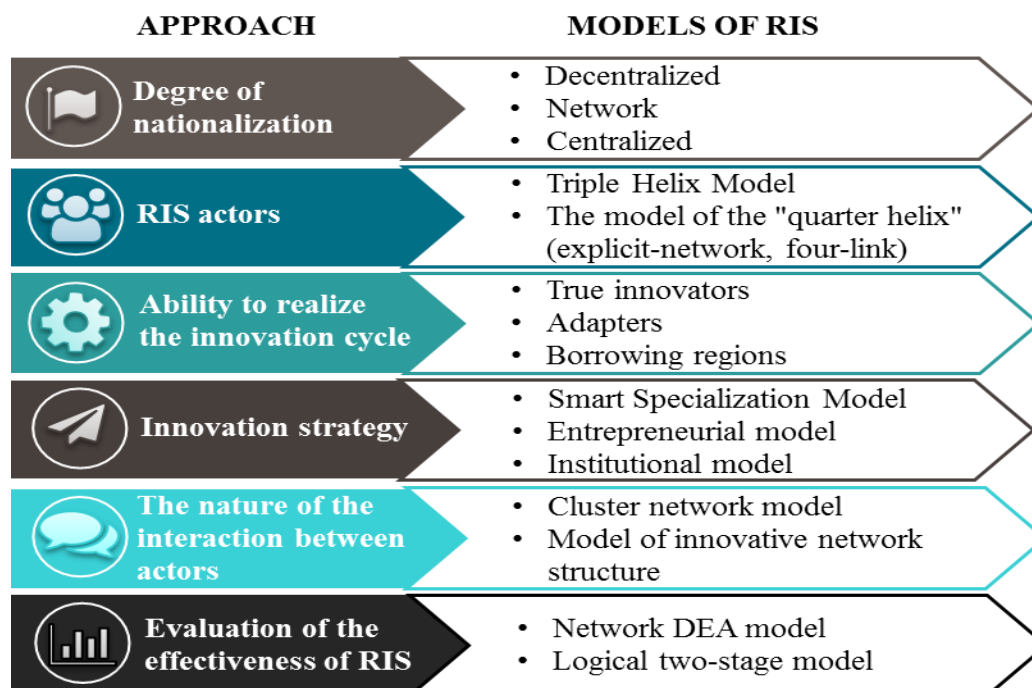 APPROACH
MODELS OF RIS
Degree of
nationalization
• Decentralized
• Network
• Centralized
RIS actors
• Triple Helix Model
• The model of the "quarter helix"
(explicit-network, four-link)
Ability to realize
the innovation cycle
• True innovators
• Adapters
• Borrowing regions
Innovation strategy
• Smart Specialization Model
• Entrepreneurial model
• Institutional model
The nature of the
interaction between
actors
• Cluster network model
• Model of innovative network
structure
Evaluation of the
effectiveness of RIS
• Network DEA model
• Logical two-stage model